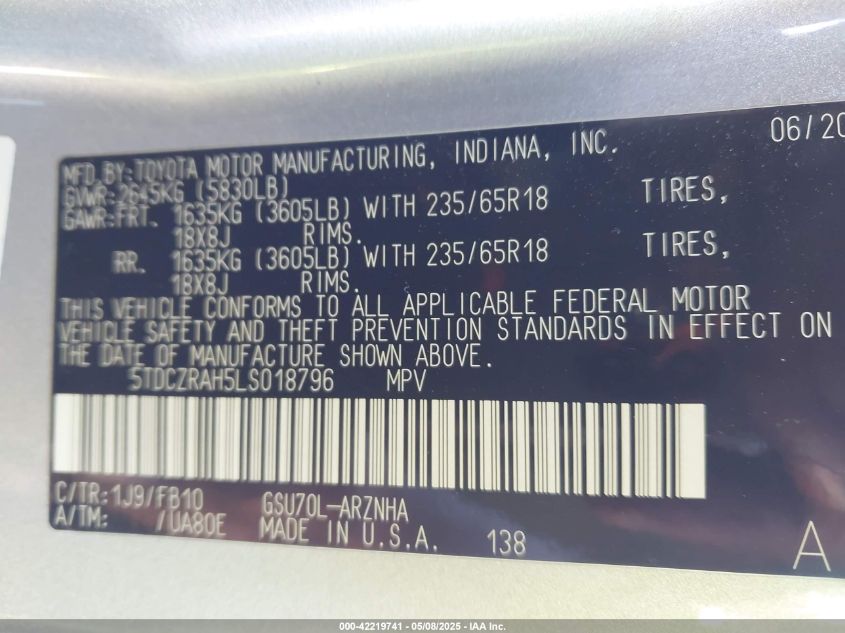 06/20
MFD.BY:TOYOTA MOTOR MANUFACTURING, INDIANA, INC.
GVWR:2645KG (5830LB)
GAWR:FRT. 1635KG (3605LB) WITH 235/65R18 TIRES,
18X8J RIMS.
RR. 1635KG (3605LB) WITH 235/65R18 TIRES,
18X8J RIMS.
THIS VEHICLE CONFORMS TO ALL APPLICABLE FEDERAL MOTOR
VEHICLE SAFETY AND THEFT PREVENTION STANDARDS IN EFFECT ON
THE DATE OF MANUFACTURE SHOWN ABOVE.
5TDCZRAH5LS018796 MPV
C/TR:1J9/FB10 GSU70L-ARZNHA
A/TM: /UA80E MADE IN U.S.A. 138
A
000-42219741 — 05/08/2025 — IAA Inc.